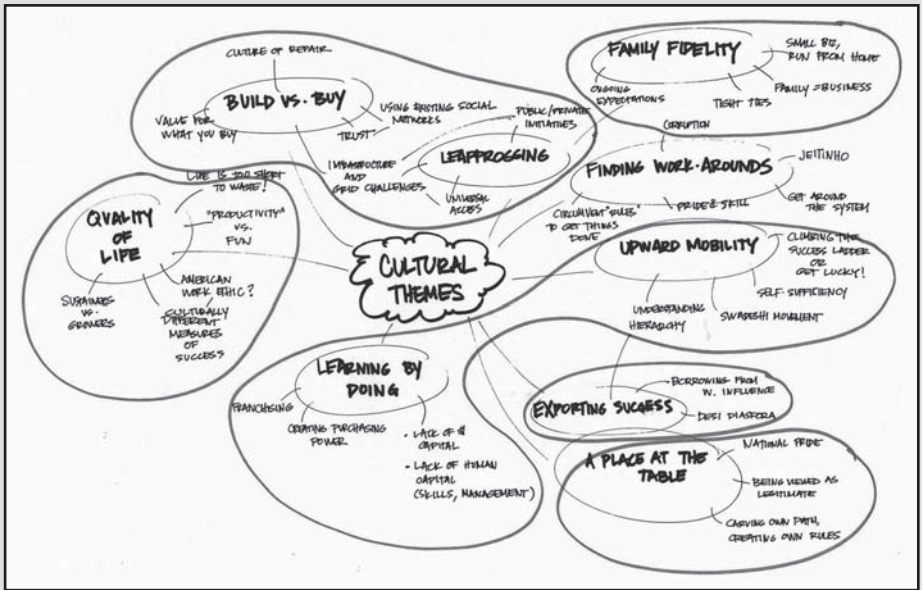 CULTURE OF REPAIR
BUILD VS. BUY
VALUE FOR
WHAT YOU BUY
TRUST
USING EXISTING SOCIAL
NETWORKS
PUBLIC/PRIVATE
INITIATIVES
LEAPFROGGING
INFRASTRUCTURE
AND
GRID CHALLENGES
UNIVERSAL
ACCESS
FAMILY FIDELITY
SMALL BIZ,
RUN FROM HOME
ONGOING
EXPECTATIONS
TIGHT TIES
FAMILY = BUSINESS
CORRUPTION
FINDING WORK-AROUNDS
JEITINHO
GET AROUND
THE SYSTEM
PRIDE & SKILL
CIRCUMVENT "RULES"
TO GET THINGS
DONE
LIFE IS TOO SHORT
TO WASTE!
QUALITY
OF
LIFE
"PRODUCTIVITY"
VS.
FUN
AMERICAN
WORK ETHIC?
SUSTAINERS
VS.
GROWERS
CULTURALLY
DIFFERENT
MEASURES
OF
SUCCESS
CULTURAL
THEMES
UPWARD MOBILITY
CLIMBING THE
SUCCESS LADDER
OR
GET LUCKY!
SELF-SUFFICIENCY
SWADESHI MOVEMENT
UNDERSTANDING
HIERARCHY
LEARNING BY
DOING
FRANCHISING
CREATING PURCHASING
POWER
• LACK OF $
CAPITAL
• LACK OF HUMAN
CAPITAL
(SKILLS, MANAGEMENT)
EXPORTING SUCCESS
BORROWING FROM
W. INFLUENCE
DESI DIASPORA
A PLACE AT THE
TABLE
NATIONAL PRIDE
BEING VIEWED AS
LEGITIMATE
CARVING OWN PATH,
CREATING OWN RULES